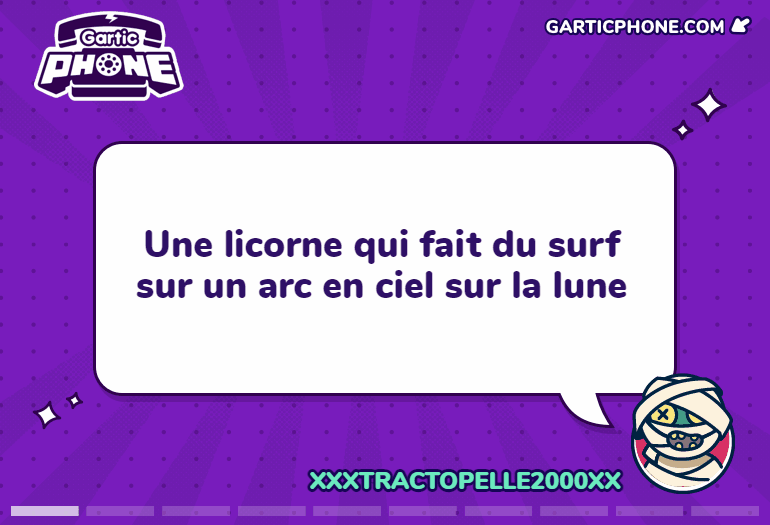 Gartic
PHONE
GARTICPHONE.COM
Une licorne qui fait du surf
sur un arc en ciel sur la lune
XXXTRACTOPELLE2000XX